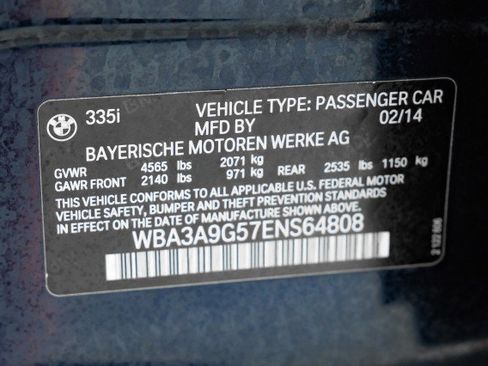 BMW 335i VEHICLE TYPE: PASSENGER CAR
MFD BY 02/14
BAYERISCHE MOTOREN WERKE AG
GVWR 4565 lbs 2071 kg
GAWR FRONT 2140 lbs 971 kg REAR 2535 lbs 1150 kg
THIS VEHICLE CONFORMS TO ALL APPLICABLE U.S. FEDERAL MOTOR
VEHICLE SAFETY, BUMPER AND THEFT PREVENTION STANDARDS
IN EFFECT ON THE DATE OF MANUFACTURE SHOWN ABOVE.
WBA3A9G57ENS64808